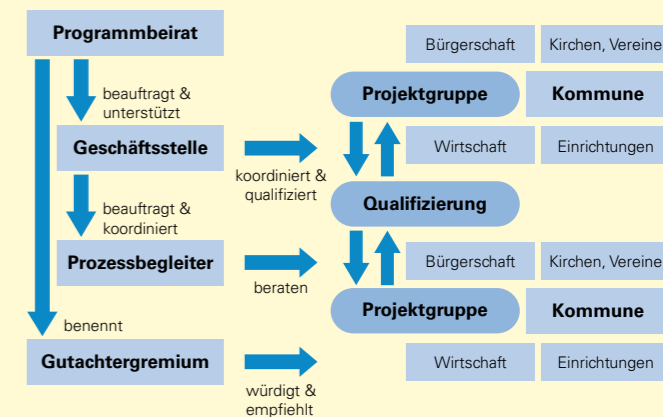 Programmbeirat
beauftragt &
unterstützt
Geschäftsstelle
koordiniert &
qualifiziert
beauftragt &
koordiniert
Prozessbegleiter
beraten
benennt
Gutachtergremium
würdigt &
empfiehlt
Bürgerschaft
Kirchen, Vereine
Projektgruppe
Kommune
Wirtschaft
Einrichtungen
Qualifizierung
Bürgerschaft
Kirchen, Vereine
Projektgruppe
Kommune
Wirtschaft
Einrichtungen